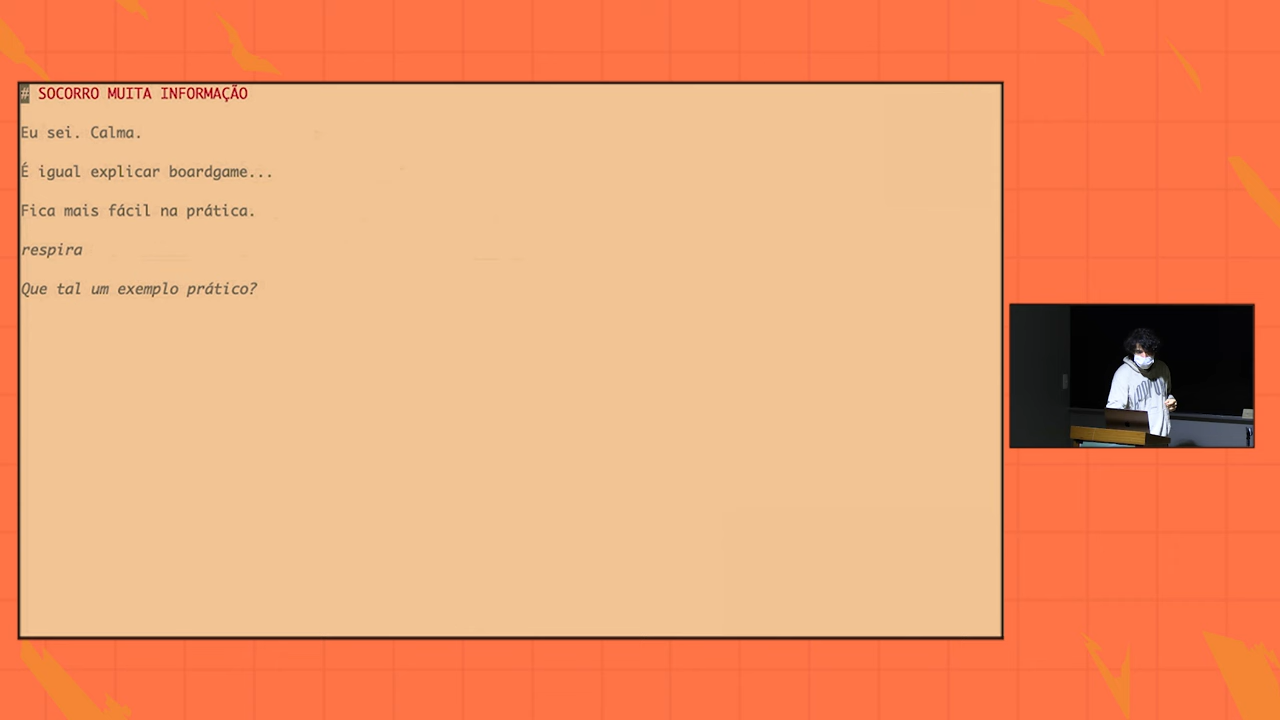 # SOCORRO MUITA INFORMAÇÃO
Eu sei. Calma.
É igual explicar boardgame...
Fica mais fácil na prática.
respira
Que tal um exemplo prático?